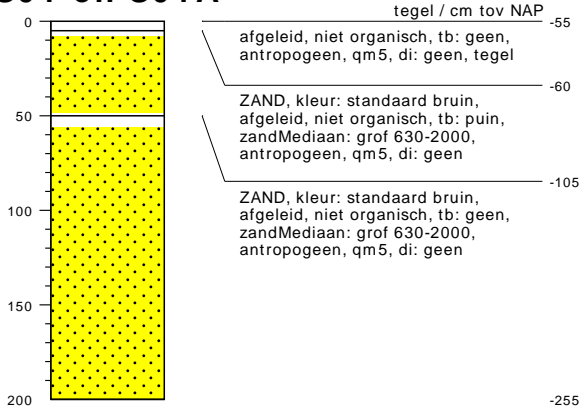 tegel / cm tov NAP
0
-55
afgeleid, niet organisch, tb: geen,
antropogeen, qm5, di: geen, tegel
-60
ZAND, kleur: standaard bruin,
afgeleid, niet organisch, tb: puin,
zandMediaan: grof 630-2000,
antropogeen, qm5, di: geen
50
-105
ZAND, kleur: standaard bruin,
afgeleid, niet organisch, tb: geen,
zandMediaan: grof 630-2000,
antropogeen, qm5, di: geen
100
150
200
-255